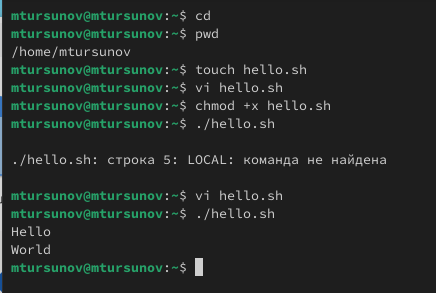 mtursunov@mtursunov:~$ cd
mtursunov@mtursunov:~$ pwd
/home/mtursunov
mtursunov@mtursunov:~$ touch hello.sh
mtursunov@mtursunov:~$ vi hello.sh
mtursunov@mtursunov:~$ chmod +x hello.sh
mtursunov@mtursunov:~$ ./hello.sh
./hello.sh: строка 5: LOCAL: команда не найдена
mtursunov@mtursunov:~$ vi hello.sh
mtursunov@mtursunov:~$ ./hello.sh
Hello
World
mtursunov@mtursunov:~$